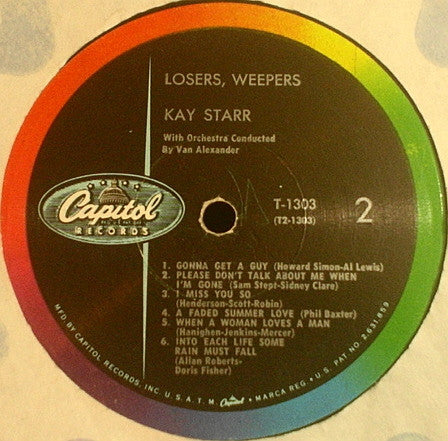 LOSERS, WEEPERS
KAY STARR
With Orchestra Conducted
By Van Alexander
T-1303
(T2-1303)
2
Capitol
RECORDS
1. GONNA GET A GUY (Howard Simon-Al Lewis)
2. PLEASE DON'T TALK ABOUT ME WHEN
I'M GONE (Sam Stept-Sidney Clare)
3. I MISS YOU SO
(Henderson-Scott-Robin)
4. A FADED SUMMER LOVE (Phil Baxter)
5. WHEN A WOMAN LOVES A MAN
(Hanighen-Jenkins-Mercer)
6. INTO EACH LIFE SOME
RAIN MUST FALL
(Allan Roberts-
Doris Fisher)
MFD. BY CAPITOL RECORDS, INC. U.S.A. T.M. Capitol MARCA REG. • U.S. PAT. NO. 2,631,859